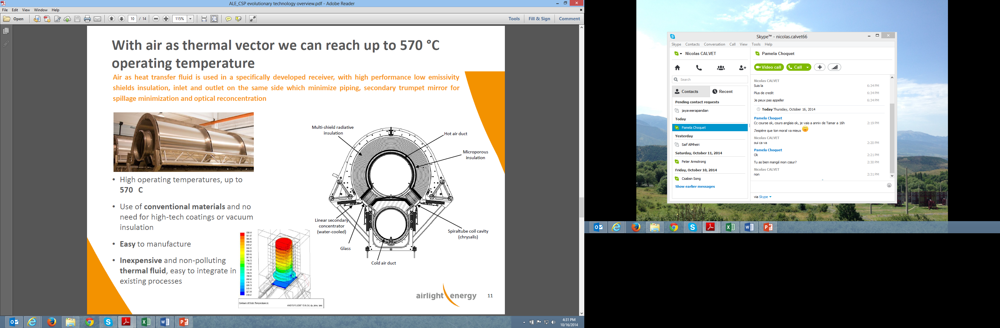 ALE_CSP evolutionary technology overview.pdf - Adobe Reader
File Edit View Window Help
Open 10 / 14 115% Tools Fill & Sign Comment
With air as thermal vector we can reach up to 570 °C
operating temperature
Air as heat transfer fluid is used in a specifically developed receiver, with high performance low emissivity
shields insulation, inlet and outlet on the same side which minimize piping, secondary trumpet mirror for
spillage minimization and optical reconcentration
• High operating temperatures, up to
570 C
• Use of conventional materials and no
need for high-tech coatings or vacuum
insulation
• Easy to manufacture
• Inexpensive and non-polluting
thermal fluid, easy to integrate in
existing processes
Multi-shield radiative
insulation
Hot air duct
Microporous
insulation
Linear secondary
concentrator
(water-cooled)
Glass
Cold air duct
Spiraltube coil cavity
(chrysalis)
Contours of Static Temperature (k)
ANSYS FLUENT 13.0 (3d, dp, pbns, lam)
airlight energy
11
4:31 PM
10/16/2014
Skype™ - nicolas.calvet66
Skype Contacts Conversation Call View Tools Help
Nicolas CALVET
Search
Contacts Recent
Pending contact requests
jayaveerapandian
Today
Pamela Choquet
Yesterday
Saif AlMheiri
Saturday, October 11, 2014
Peter Armstrong
Friday, October 10, 2014
Csabsn Song
Show earlier messages
Pamela Choquet
Video call Call
Nicolas CALVET
Suis la 6:34 PM
Plus de credit 6:34 PM
Je peux pas appeller 6:34 PM
Today Thursday, October 16, 2014
Pamela Choquet
Cc course ok, cours anglais ok, je vais a anniv de Tamar a 16h 2:19 PM
J'espère que ton moral va mieux
Nicolas CALVET
oui ca va 2:20 PM
Pamela Choquet
Ok 2:21 PM
Tu as bien mangé mon cœur? 2:30 PM
Nicolas CALVET
non 2:31 PM
via Skype